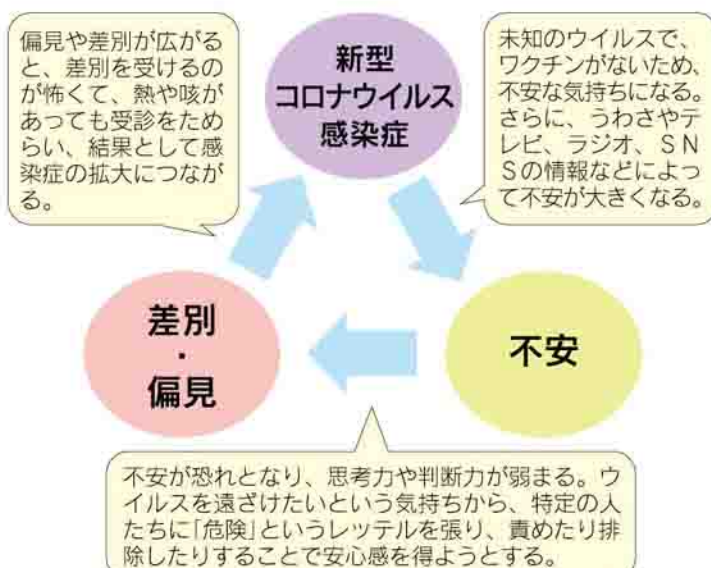 新型
コロナウイルス
感染症
未知のウイルスで、
ワクチンがないため、
不安な気持ちになる。
さらに、うわさやテ
レビ、ラジオ、ＳＮ
Ｓの情報などによっ
て不安が大きくなる。
不安
不安が恐れとなり、思考力や判断力が弱まる。ウ
イルスを遠ざけたいという気持ちから、特定の人
たちに「危険」というレッテルを張り、責めたり排
除したりすることで安心感を得ようとする。
差別
・
偏見
偏見や差別が広がる
と、差別を受けるの
が怖くて、熱や咳が
あっても受診をため
らい、結果として感
染症の拡大につなが
る。